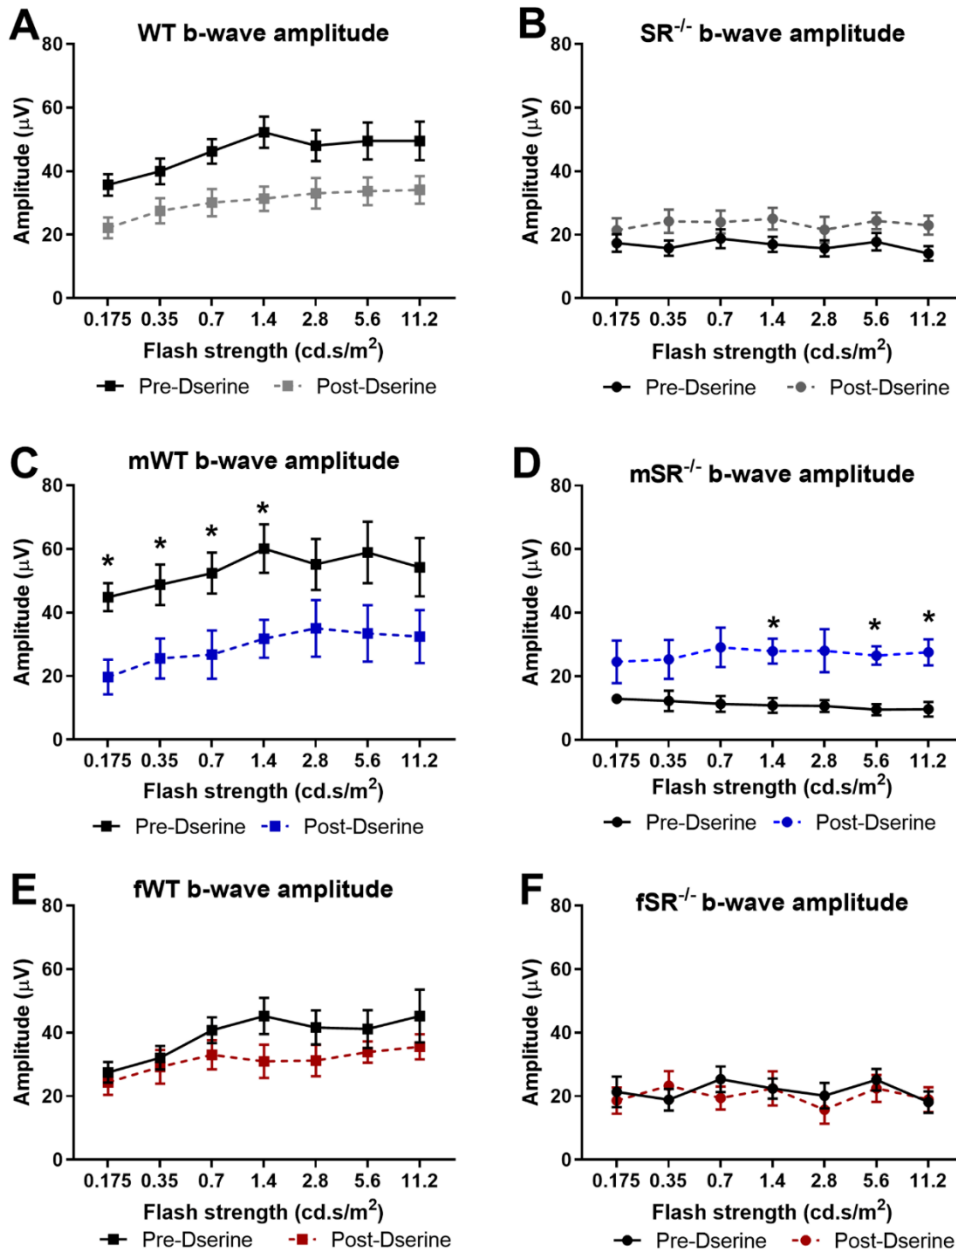 A
WT b-wave amplitude
80
60
40
20
0
Amplitude (μV)
0.175 0.35 0.7 1.4 2.8 5.6 11.2
Flash strength (cd.s/m²)
Pre-Dserine Post-Dserine
B
SR⁻/⁻ b-wave amplitude
80
60
40
20
0
Amplitude (μV)
0.175 0.35 0.7 1.4 2.8 5.6 11.2
Flash strength (cd.s/m²)
Pre-Dserine Post-Dserine
C
mWT b-wave amplitude
80
60
40
20
0
Amplitude (μV)
* * * *
0.175 0.35 0.7 1.4 2.8 5.6 11.2
Flash strength (cd.s/m²)
Pre-Dserine Post-Dserine
D
mSR⁻/⁻ b-wave amplitude
80
60
40
20
0
Amplitude (μV)
* * *
0.175 0.35 0.7 1.4 2.8 5.6 11.2
Flash strength (cd.s/m²)
Pre-Dserine Post-Dserine
E
fWT b-wave amplitude
80
60
40
20
0
Amplitude (μV)
0.175 0.35 0.7 1.4 2.8 5.6 11.2
Flash strength (cd.s/m²)
Pre-Dserine Post-Dserine
F
fSR⁻/⁻ b-wave amplitude
80
60
40
20
0
Amplitude (μV)
0.175 0.35 0.7 1.4 2.8 5.6 11.2
Flash strength (cd.s/m²)
Pre-Dserine Post-Dserine